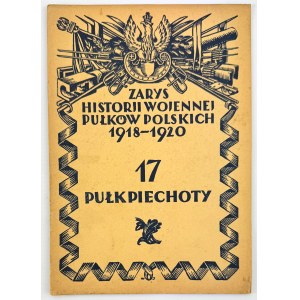 ZARYS
HISTORJI WOJENNEJ
PUŁKÓW POLSKICH
1918–1920
17
PUŁK PIECHOTY